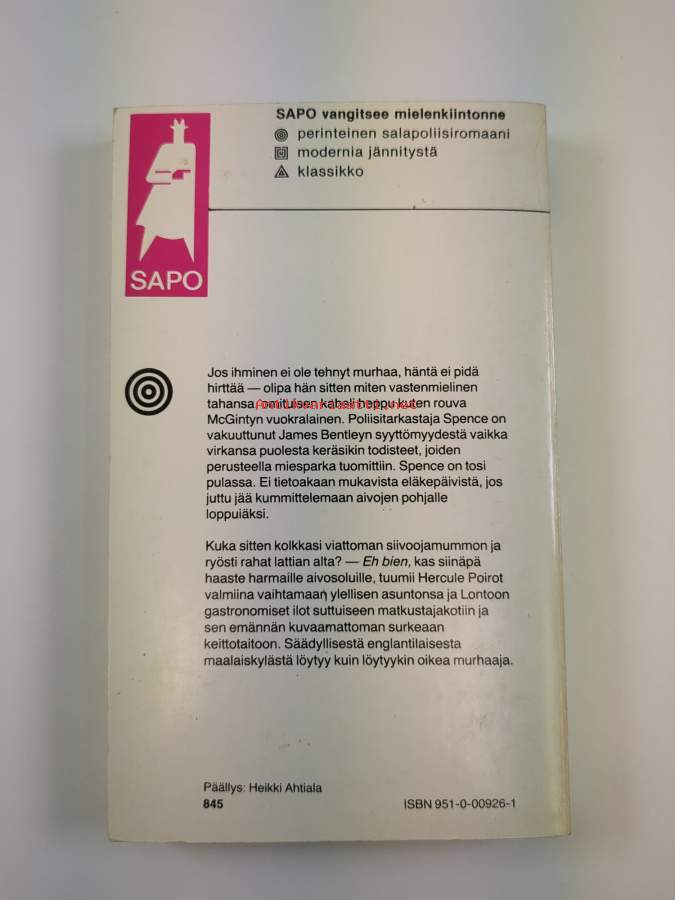 SAPO vangitsee mielenkiintonne
perinteinen salapoliisiromaani
modernia jännitystä
klassikko
SAPO
Jos ihminen ei ole tehnyt murhaa, häntä ei pidä
hirttää — olipa hän sitten miten vastenmielinen
tahansa
Antikvariaatti.net
McGintyn vuokralainen. Poliisitarkastaja Spence on
vakuuttunut James Bentleyn syyttömyydestä vaikka
virkansa puolesta keräsikin todisteet, joiden
perusteella miesparka tuomittiin. Spence on tosi
pulassa. Ei tietoakaan mukavista eläkepäivistä, jos
juttu jää kummittelemaan aivojen pohjalle
loppuiäksi.
Kuka sitten kolkkasi viattoman siivoojamummon ja
ryösti rahat lattian alta? — Eh bien, kas siinäpä
haaste harmaille aivosoluille, tuumii Hercule Poirot
valmiina vaihtamaan ylellisen asuntonsa ja Lontoon
gastronomiset ilot suttuiseen matkustajakotiin ja
sen emännän kuvaamattoman surkeaan
keittotaitoon. Säädyllisestä englantilaisesta
maalaiskylästä löytyy kuin löytyykin oikea murhaaja.
Päällys: Heikki Ahtiala
845
ISBN 951-0-00926-1